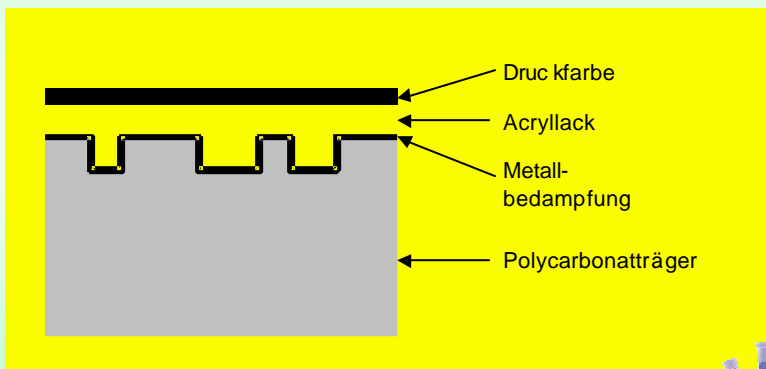 Druc kfarbe
Acryllack
Metall-
bedampfung
Polycarbonatträger